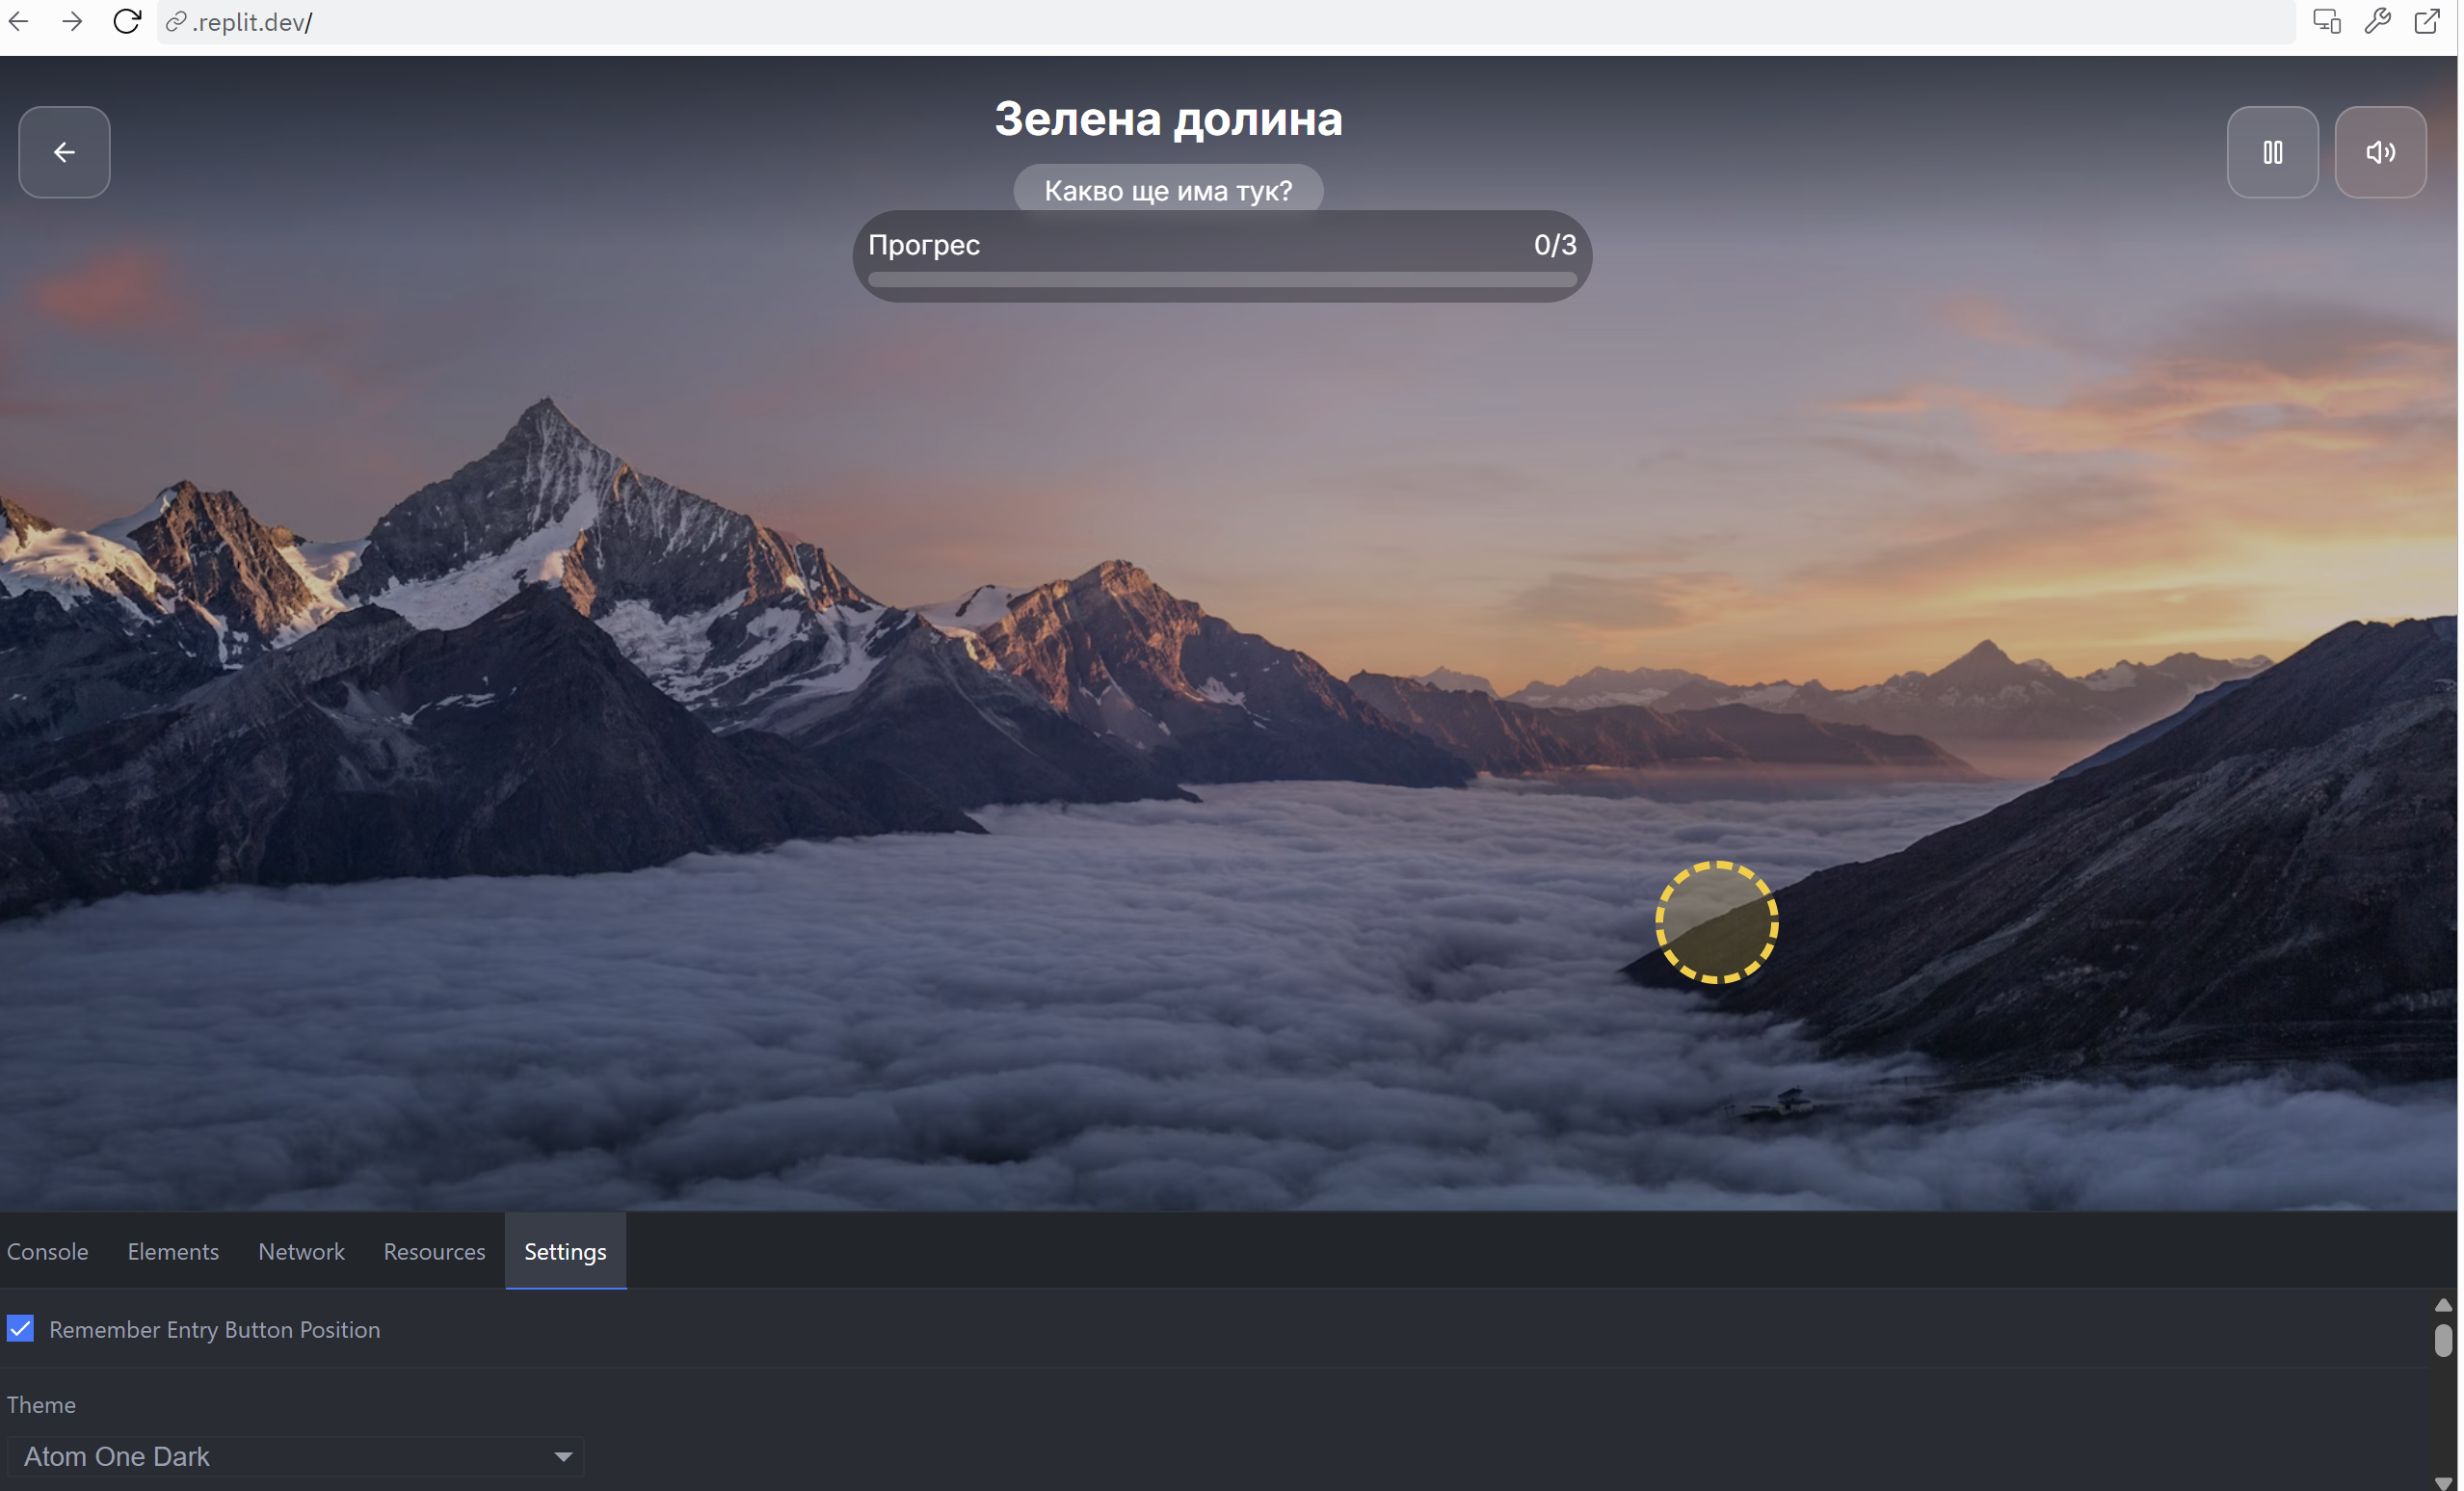 .replit.dev/
Зелена долина
Какво ще има тук?
Прогрес 0/3
Console Elements Network Resources Settings
Remember Entry Button Position
Theme
Atom One Dark